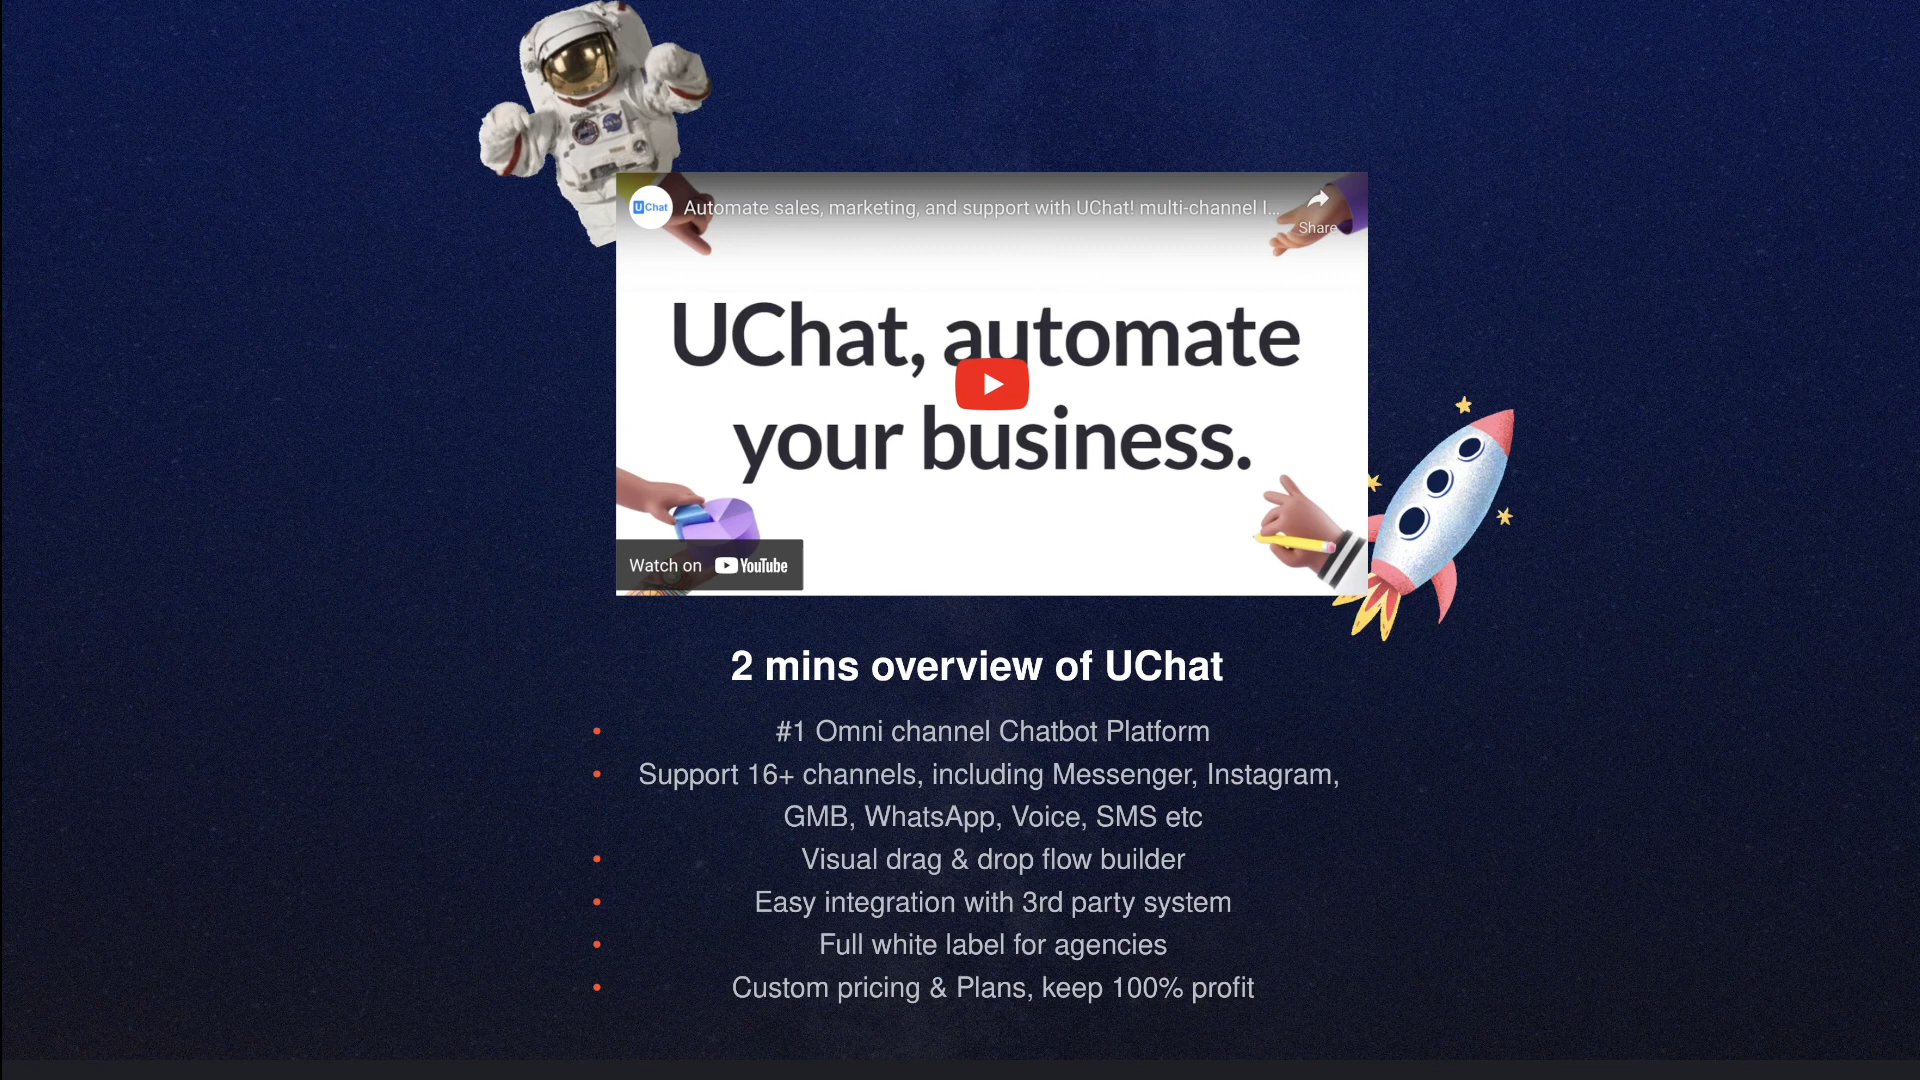 UChat
Automate sales, marketing, and support with UChat! multi-channel I...
Share
UChat, automate
your business.
Watch on YouTube
2 mins overview of UChat
#1 Omni channel Chatbot Platform
Support 16+ channels, including Messenger, Instagram,
GMB, WhatsApp, Voice, SMS etc
Visual drag & drop flow builder
Easy integration with 3rd party system
Full white label for agencies
Custom pricing & Plans, keep 100% profit